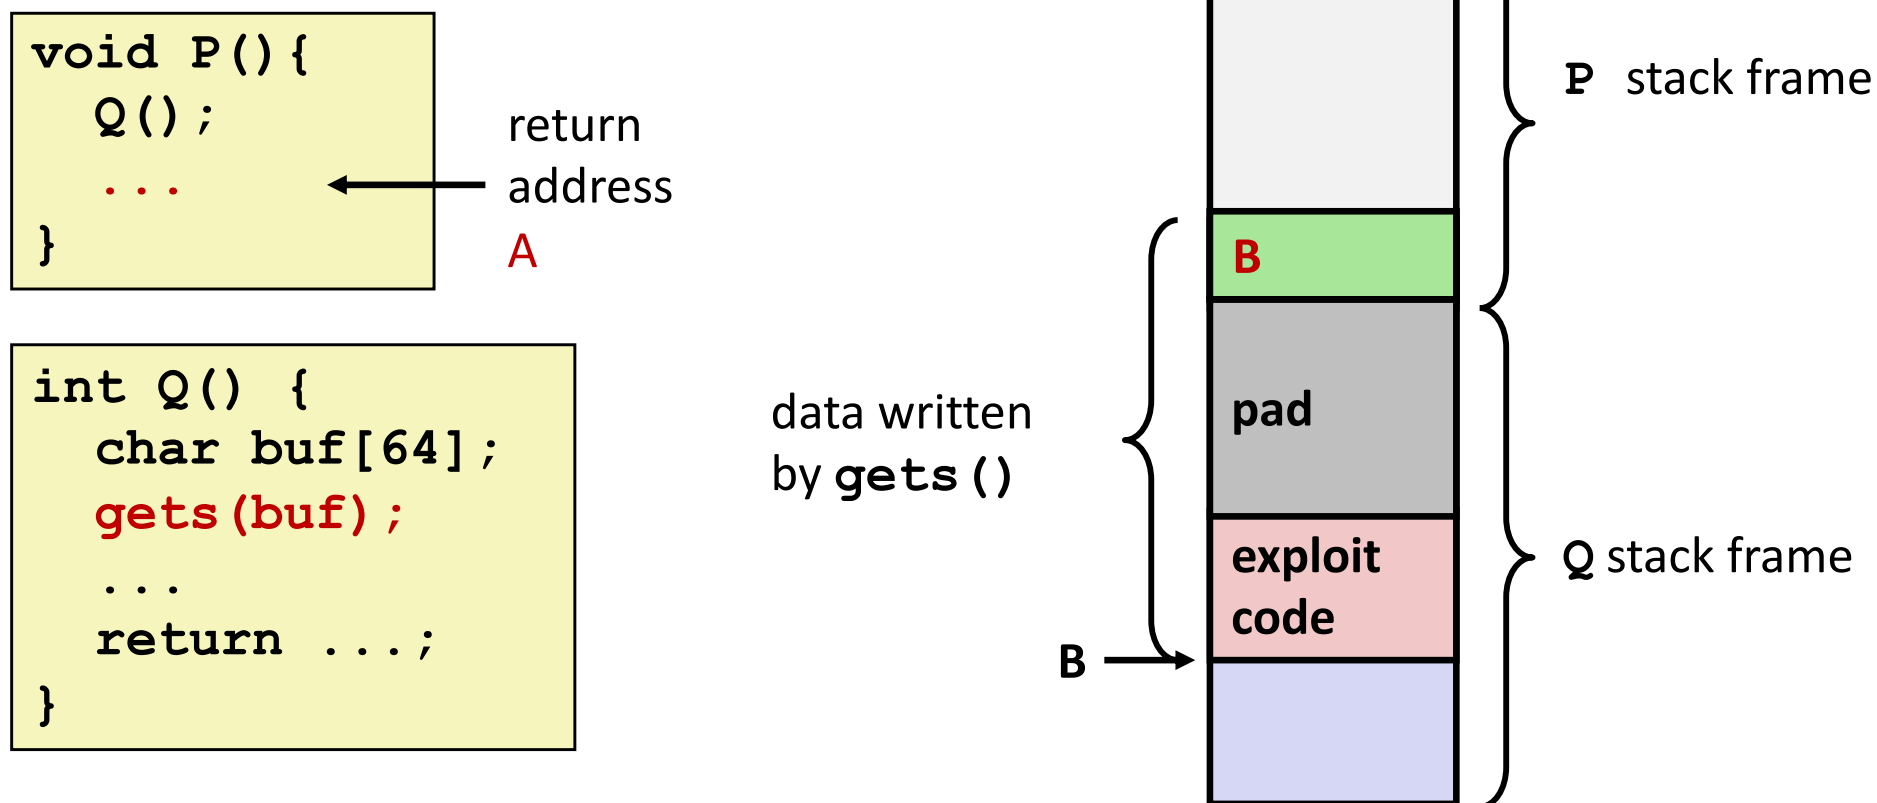 void P(){
  Q();
  ...
}
return
address
A
int Q() {
  char buf[64];
  gets(buf);
  ...
  return ...;
}
data written
by gets()
B
B
pad
exploit
code
P stack frame
Q stack frame